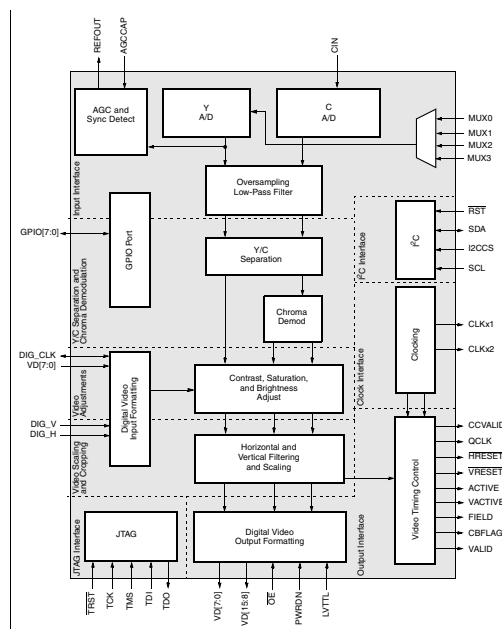 REFOUT
AGCCAP
CIN
AGC and
Sync Detect
Y
A/D
C
A/D
MUX0
MUX1
MUX2
MUX3
Input Interface
Oversampling
Low-Pass Filter
GPIO[7:0]
GPIO Port
Y/C Separation and
Chroma Demodulation
Y/C
Separation
I²C Interface
I²C
RST
SDA
I2CCS
SCL
Chroma
Demod
Clock Interface
Clocking
CLKx1
CLKx2
DIG_CLK
VD[7:0]
Video
Adjustments
Digital Video
Input Formatting
Contrast, Saturation,
and Brightness
Adjust
DIG_V
DIG_H
Video Scaling
and Cropping
Horizontal and
Vertical Filtering
and Scaling
Video Timing Control
CCVALID
QCLK
HRESET
VRESET
ACTIVE
VACTIVE
FIELD
CBFLAG
VALID
JTAG Interface
JTAG
Digital Video
Output Formatting
Output Interface
TRST
TCK
TMS
TDI
TDO
VD[7:0]
VD[15:8]
OE
PWRDN
LVTTL